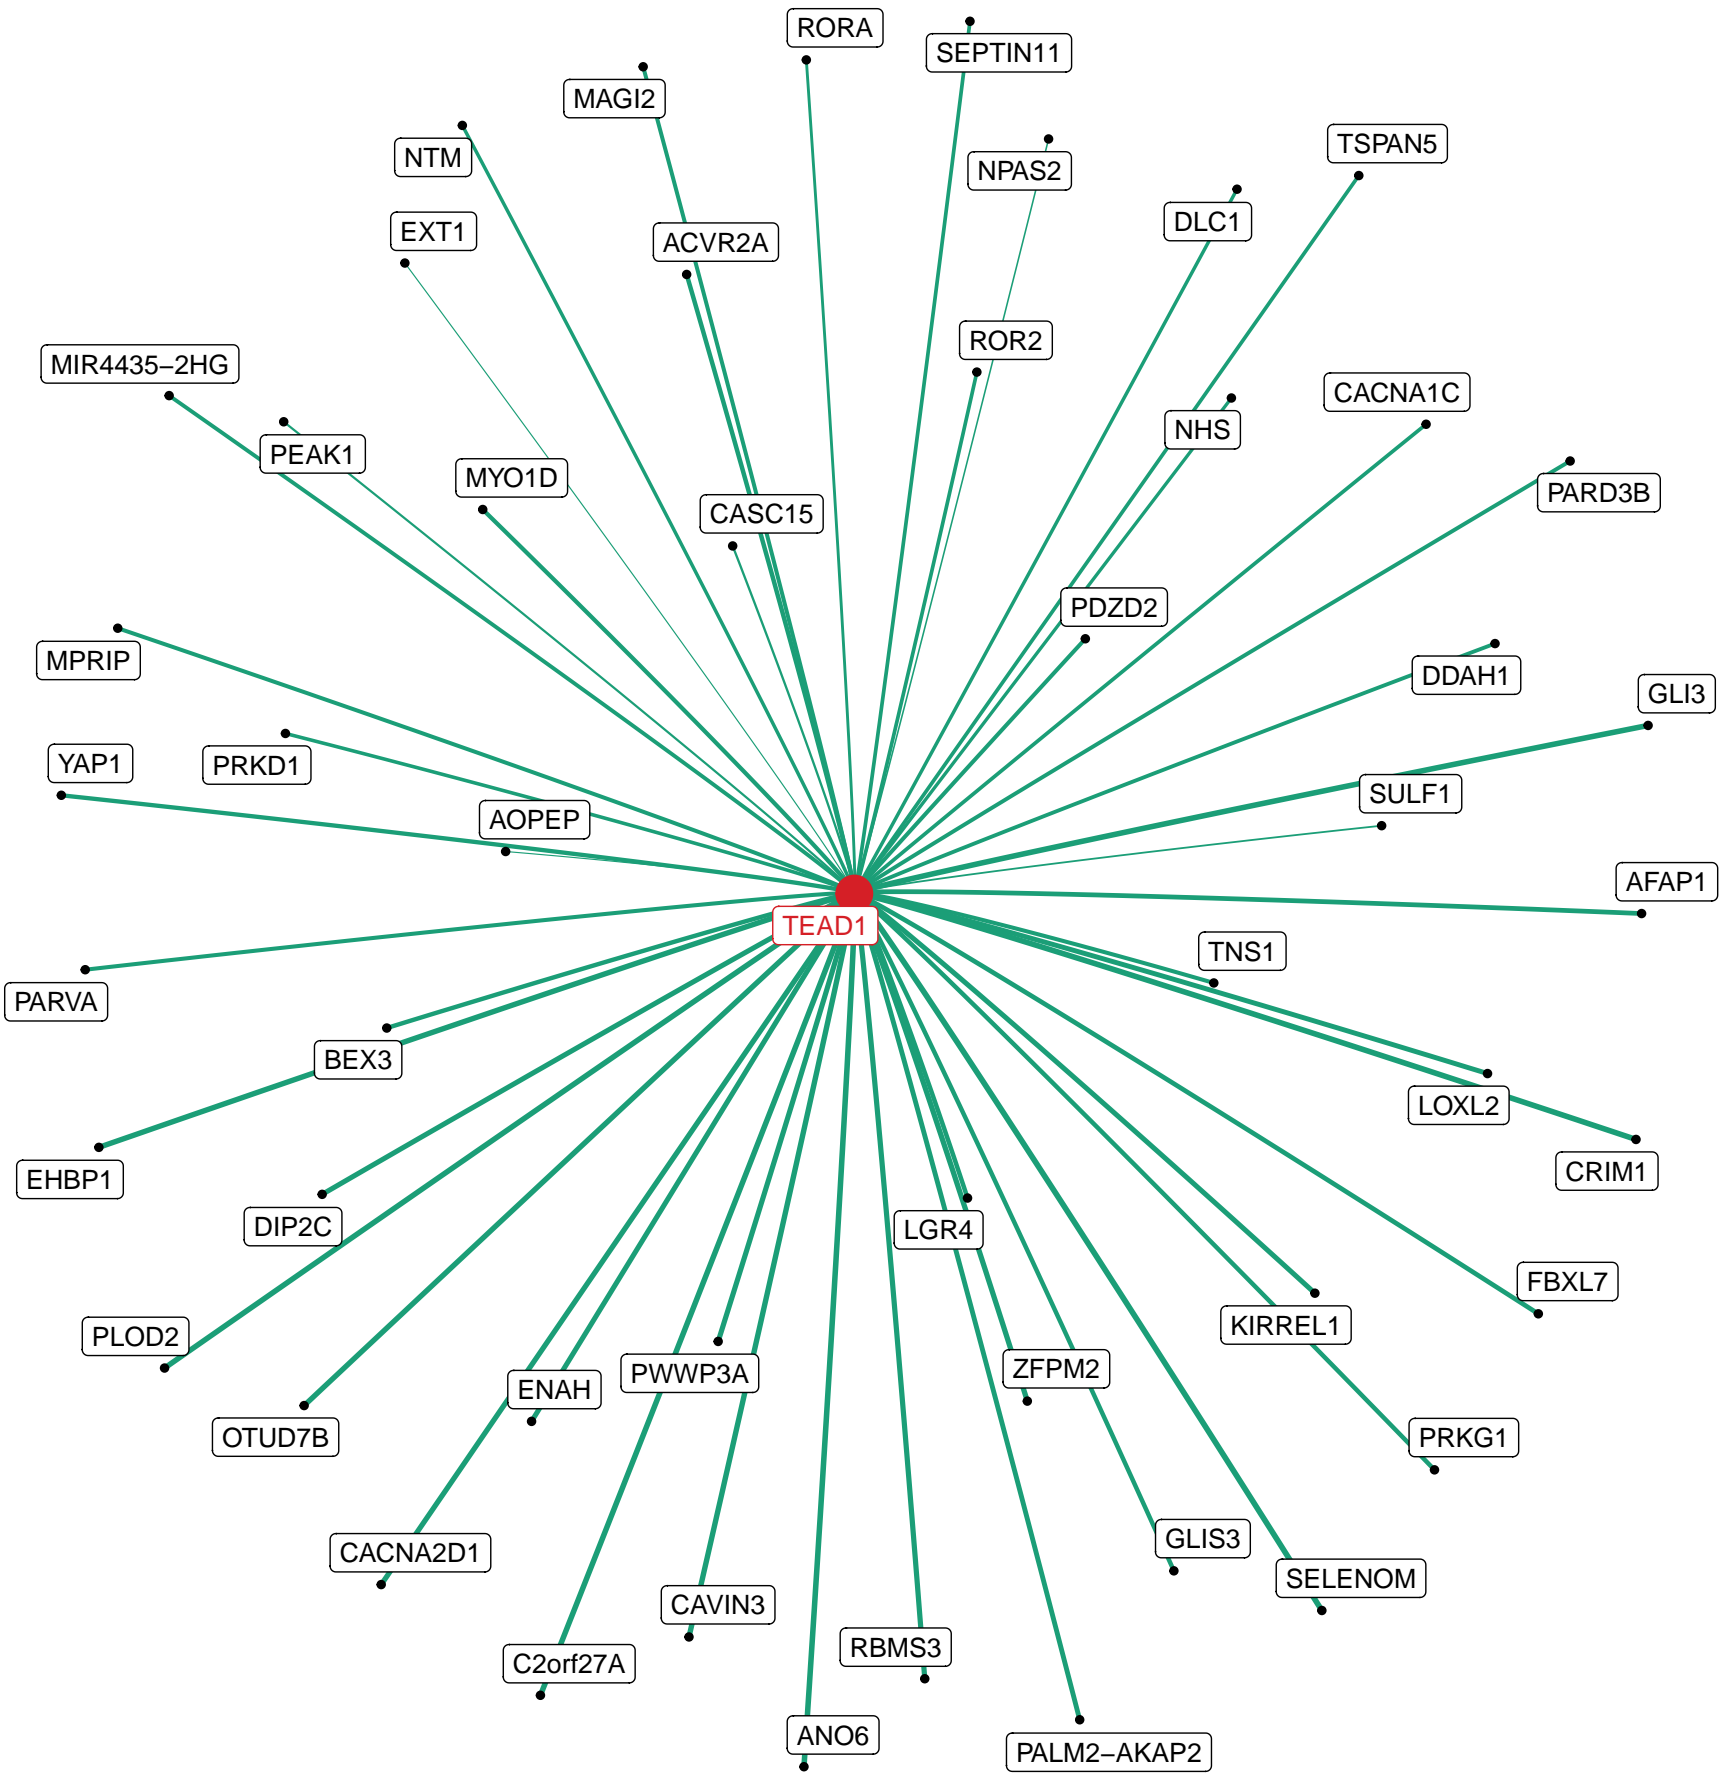 RORA
SEPTIN11
MAGI2
TSPAN5
NTM
NPAS2
DLC1
EXT1
ACVR2A
ROR2
MIR4435−2HG
CACNA1C
NHS
PEAK1
MYO1D
PARD3B
CASC15
PDZD2
MPRIP
DDAH1
GLI3
YAP1
PRKD1
SULF1
AOPEP
AFAP1
TEAD1
TNS1
PARVA
BEX3
LOXL2
CRIM1
EHBP1
DIP2C
LGR4
FBXL7
KIRREL1
PLOD2
ZFPM2
PWWP3A
ENAH
OTUD7B
PRKG1
GLIS3
CACNA2D1
SELENOM
CAVIN3
RBMS3
C2orf27A
ANO6
PALM2−AKAP2